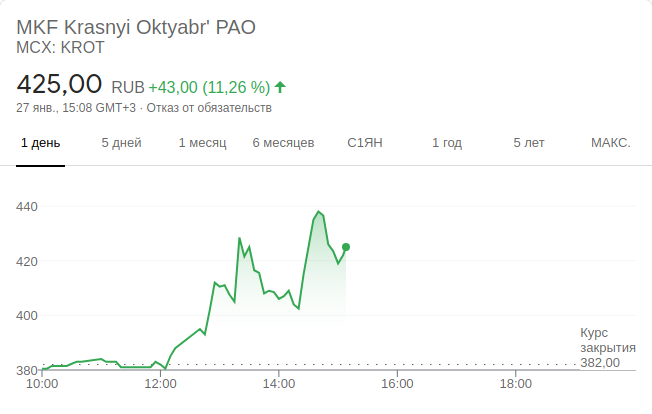 MKF Krasnyi Oktyabr' PAO
MCX: KROT
425,00 RUB +43,00 (11,26 %)
27 янв., 15:08 GMT+3 · Отказ от обязательств
1 день 5 дней 1 месяц 6 месяцев С1ЯН 1 год 5 лет МАКС.
440
420
400
380
Курс
закрытия
382,00
10:00 12:00 14:00 16:00 18:00